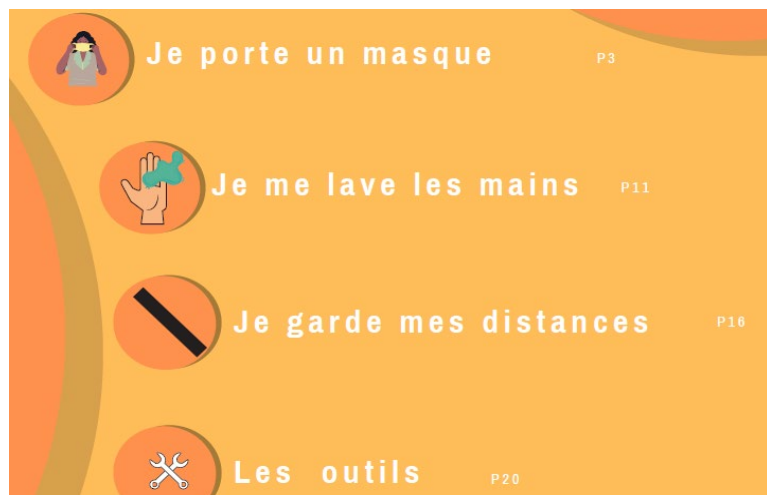 Je porte un masque P3
Je me lave les mains P11
Je garde mes distances P16
Les outils P20